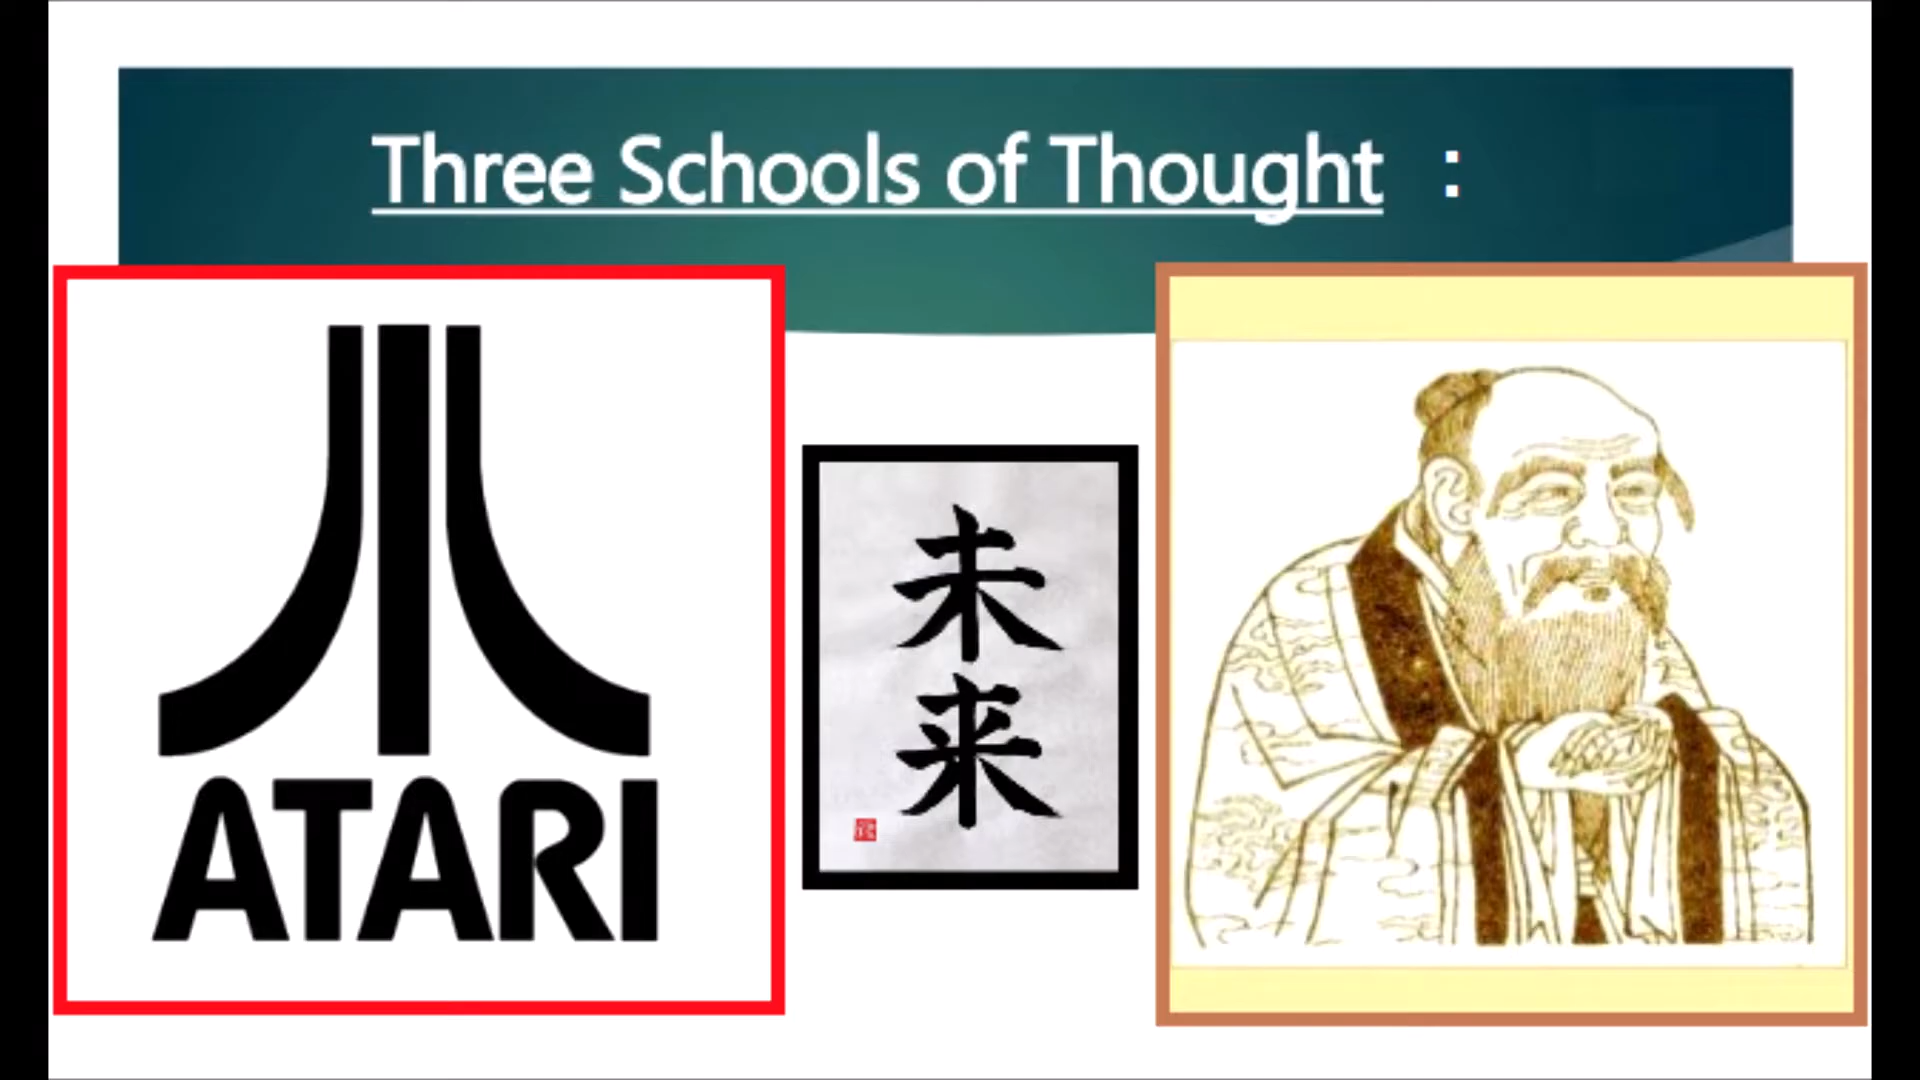 Three Schools of Thought :
ATARI
未
来